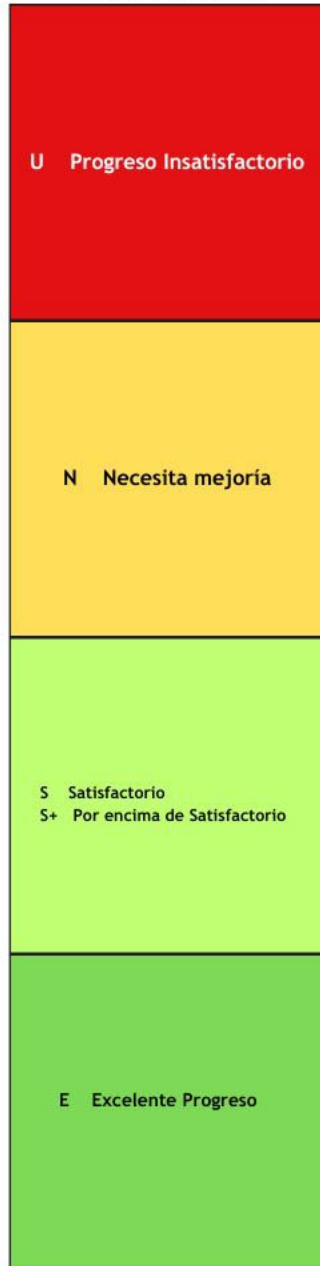 U Progreso Insatisfactorio
N Necesita mejoría
S Satisfactorio
S+ Por encima de Satisfactorio
E Excelente Progreso